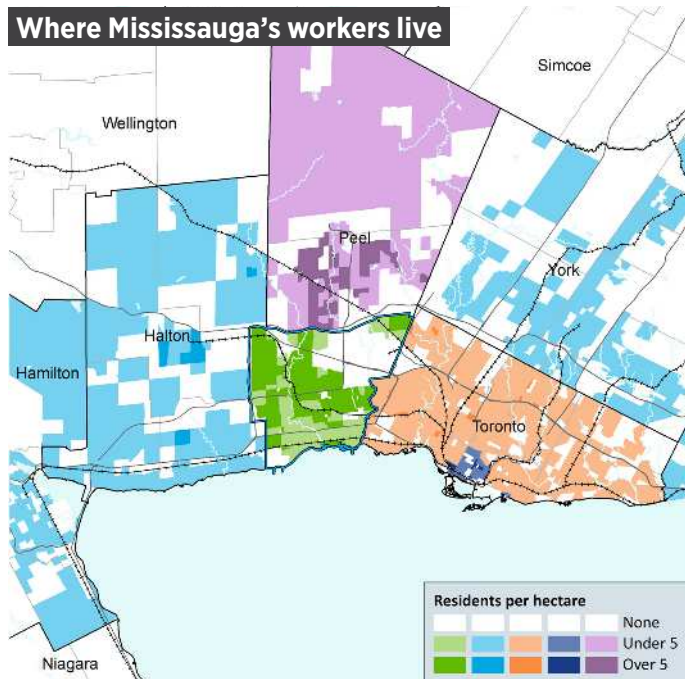 Where Mississauga's workers live
Simcoe
Wellington
Peel
York
Halton
Hamilton
Toronto
Niagara
Residents per hectare
None
Under 5
Over 5